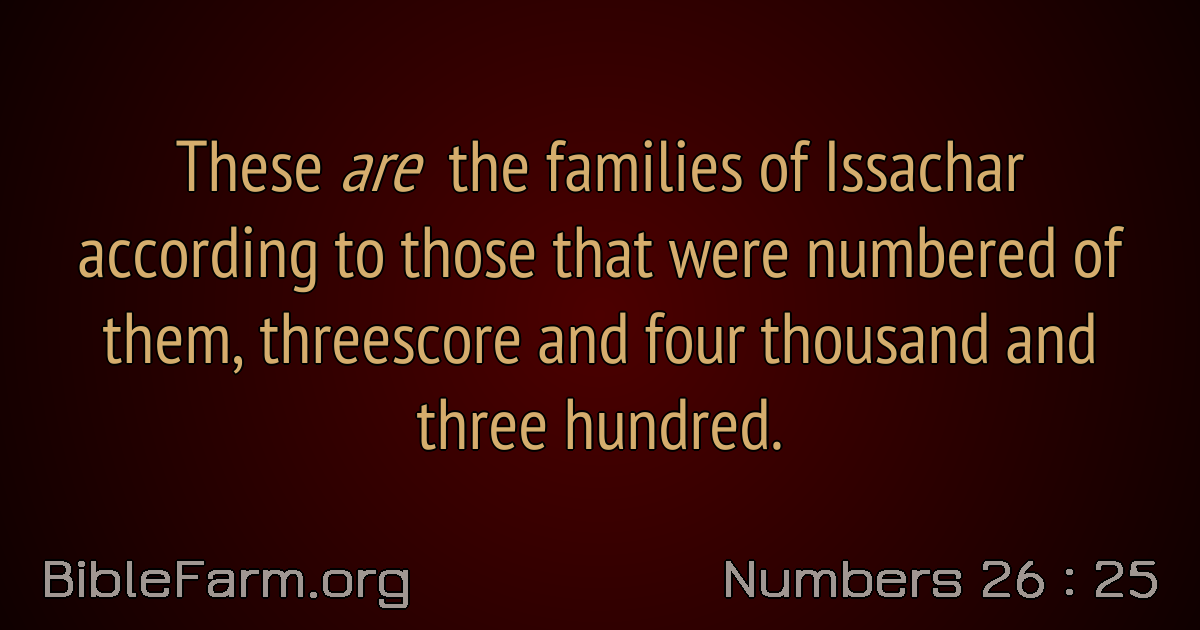 These are the families of Issachar
according to those that were numbered of
them, threescore and four thousand and
three hundred.
BibleFarm.org
Numbers 26 : 25